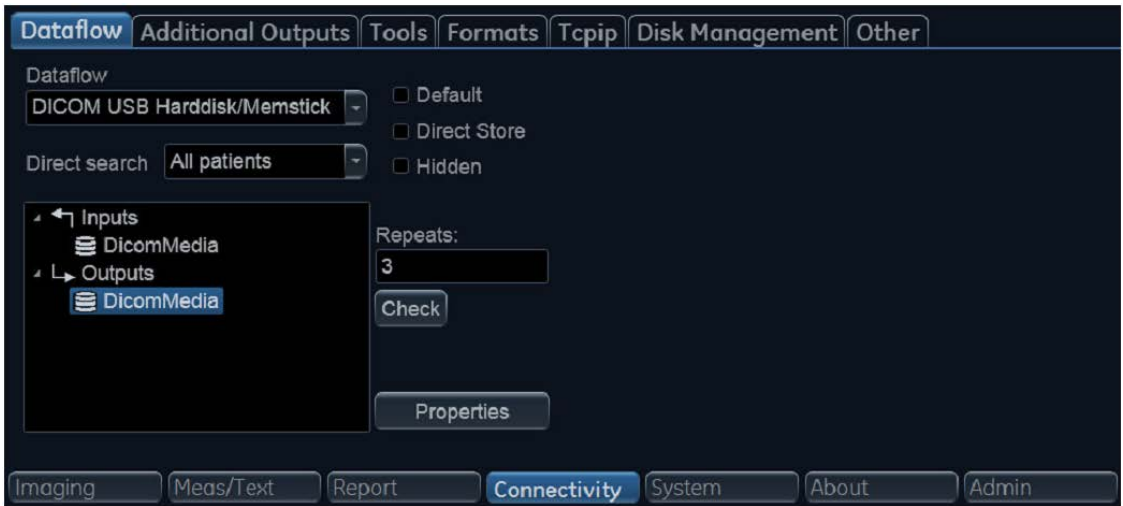 Dataflow Additional Outputs Tools Formats Tcpip Disk Management Other
Dataflow
DICOM USB Harddisk/Memstick
Default
Direct Store
Direct search All patients
Hidden
Inputs
DicomMedia
Outputs
DicomMedia
Repeats:
3
Check
Properties
Imaging Meas/Text Report Connectivity System About Admin